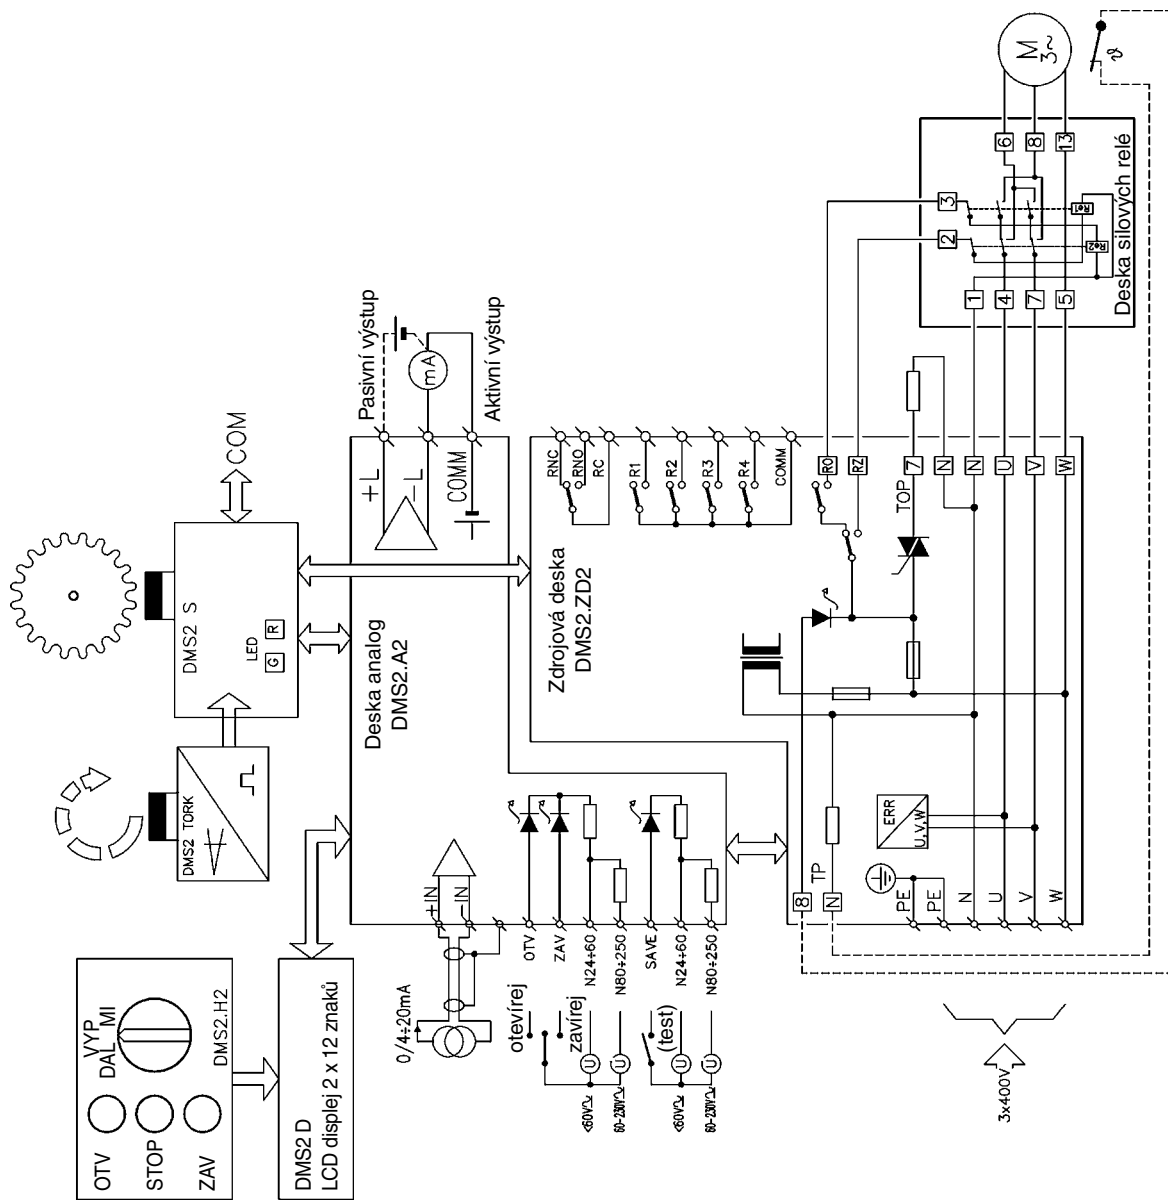 OTV
STOP
ZAV
VYP
DAL
MI
DMS2.H2
DMS2 D
LCD displej 2 x 12 znaků
DMS2 TORK
DMS2 S
LED
G
R
COM
Deska analog
DMS2.A2
+L
-L
COMM
Pasivní výstup
mA
Aktivní výstup
+IN
-IN
0/4÷20mA
OTV
ZAV
N24÷60
N80÷250
SAVE
N24÷60
N80÷250
otevírej
zavírej
(test)
U
U
U
U
<60V
60-230V
<60V
60-230V
Zdrojová deska
DMS2.ZD2
RNC
RNO
RC
R1
R2
R3
R4
COMM
RO
RZ
TOP
7
N
N
U
V
W
8
TP
N
PE
PE
N
U
V
W
ERR
U,V,W
3x400V
Deska silových relé
1
4
7
5
2
3
6
8
13
Re1
Re2
M
3~
ϑ